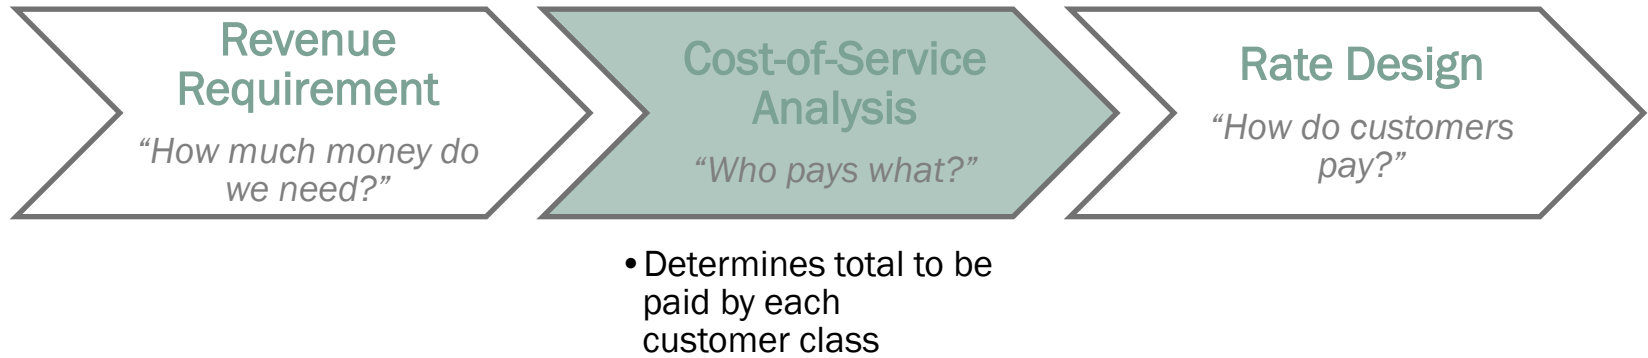 Revenue
Requirement
“How much money do
we need?”
Cost-of-Service
Analysis
“Who pays what?”
Rate Design
“How do customers
pay?”
•Determines total to be
paid by each
customer class